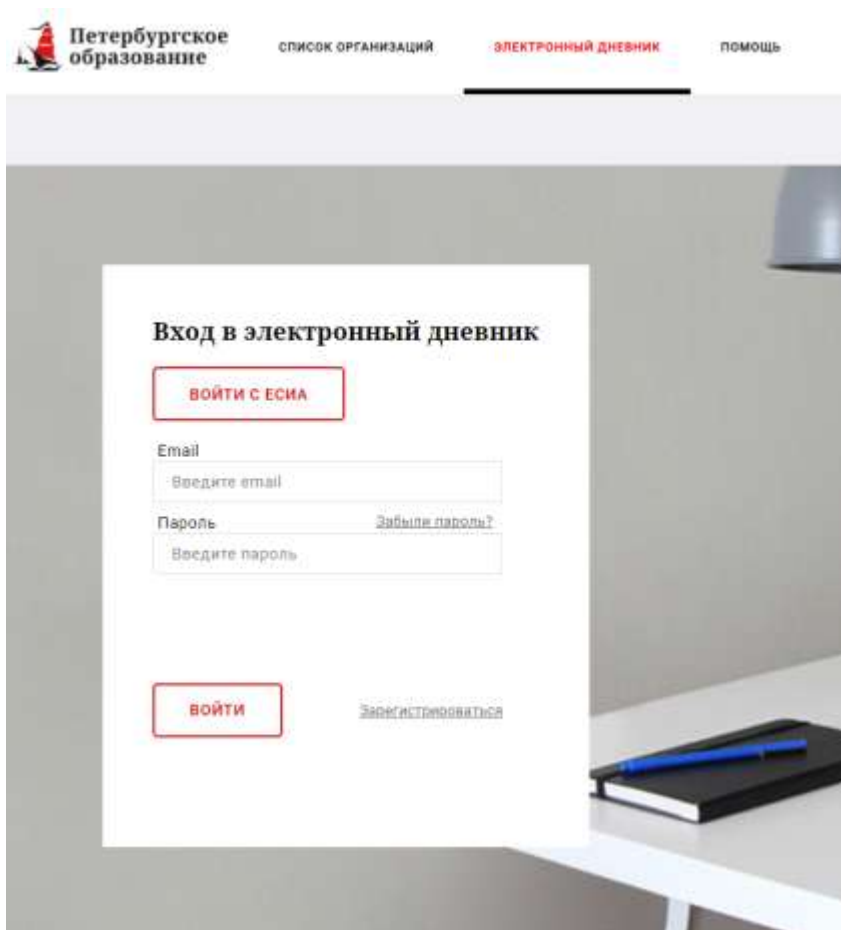 Петербургское
образование
СПИСОК ОРГАНИЗАЦИЙ
ЭЛЕКТРОННЫЙ ДНЕВНИК
ПОМОЩЬ
Вход в электронный дневник
ВОЙТИ С ЕСИА
Email
Введите email
Пароль
Забыли пароль?
Введите пароль
ВОЙТИ
Зарегистрироваться